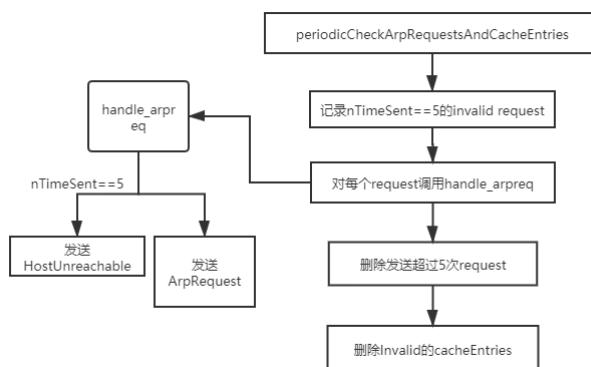 periodicCheckArpRequestsAndCacheEntries
记录nTimeSent==5的invalid request
handle_arpr
eq
对每个request调用handle_arpreq
nTimeSent==5
发送
HostUnreachable
发送
ArpRequest
删除发送超过5次request
删除Invalid的cacheEntries